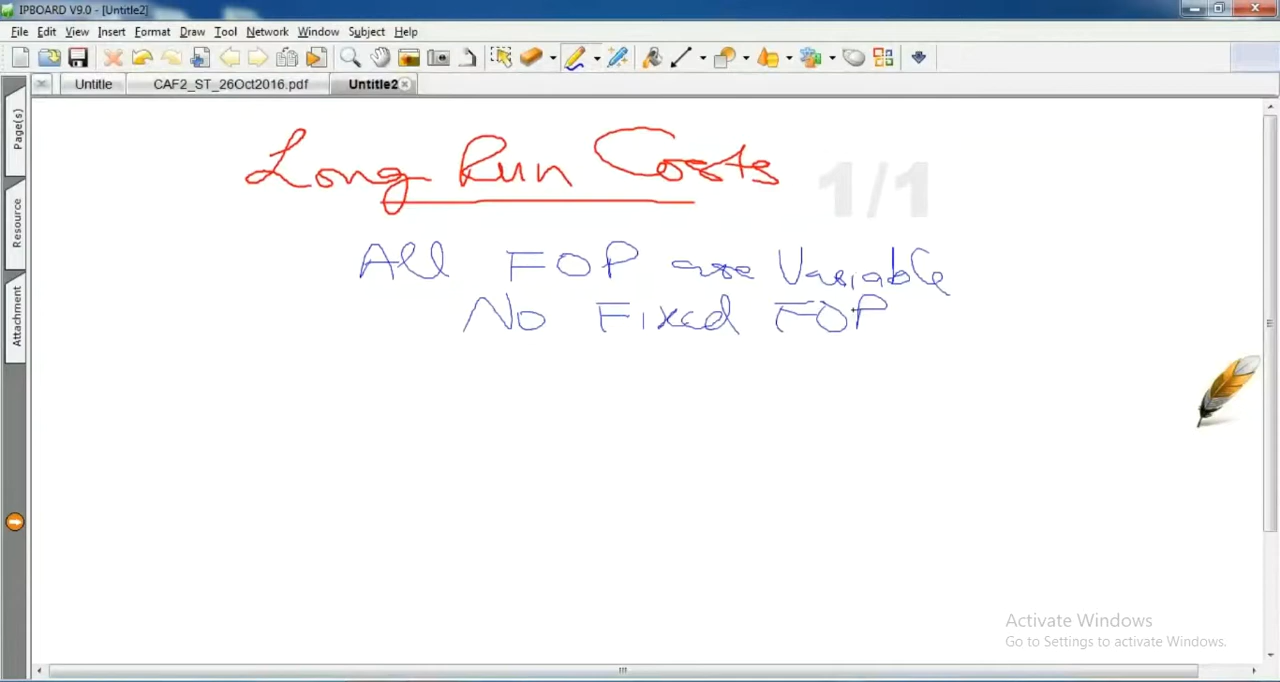 IPBOARD V9.0 - [Untitle2]
File Edit View Insert Format Draw Tool Network Window Subject Help
Untitle CAF2_ST_26Oct2016.pdf Untitle2
Page(s)
Resource
Attachment
Long Run Costs
1/1
All FOP are Variable
No Fixed FOP
Activate Windows
Go to Settings to activate Windows.